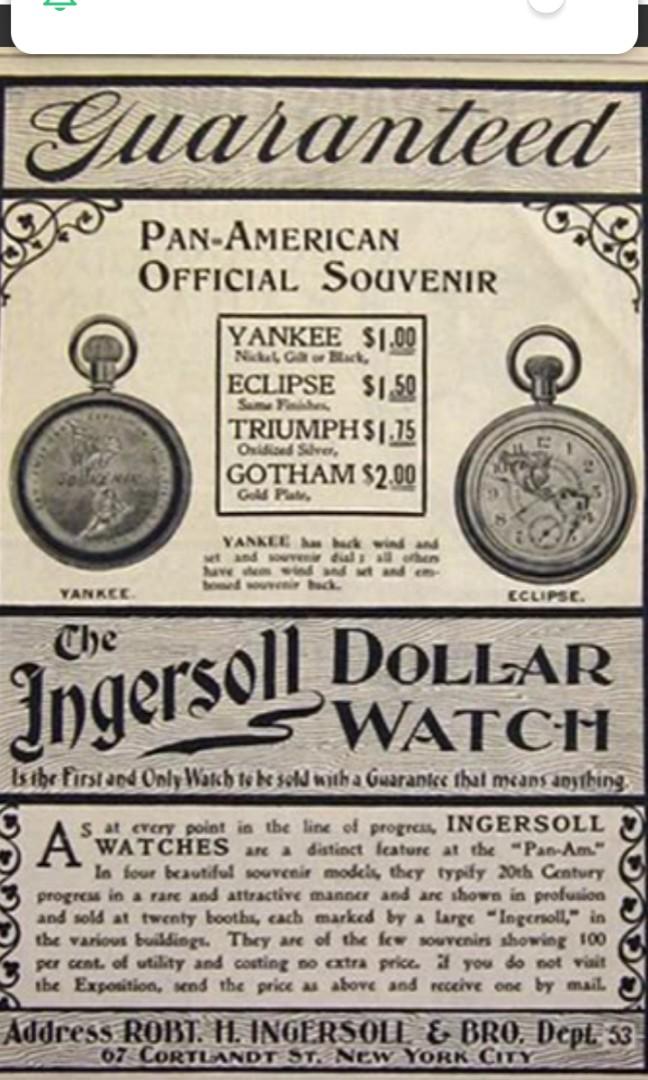 Guaranteed
PAN-AMERICAN
OFFICIAL SOUVENIR
YANKEE $1.00
Nickel, Gilt or Black,
ECLIPSE $1.50
Same Finishes,
TRIUMPH $1.75
Oxidized Silver,
GOTHAM $2.00
Gold Plate,
SOUVENIR
12
1
2
9
8
YANKEE has back wind and
set and souvenir dial; all others
have stem wind and set and em-
bossed souvenir back.
YANKEE.
ECLIPSE.
The
Ingersoll DOLLAR
WATCH
Is the First and Only Watch to be sold with a Guarantee that means anything.
AS at every point in the line of progress, INGERSOLL
WATCHES are a distinct feature at the "Pan-Am."
In four beautiful souvenir models, they typify 20th Century
progress in a rare and attractive manner and are shown in profusion
and sold at twenty booths, each marked by a large "Ingersoll," in
the various buildings. They are of the few souvenirs showing 100
per cent. of utility and costing no extra price. If you do not visit
the Exposition, send the price as above and receive one by mail.
Address ROBT. H. INGERSOLL & BRO. Dept. 53
67 CORTLANDT ST. NEW YORK CITY